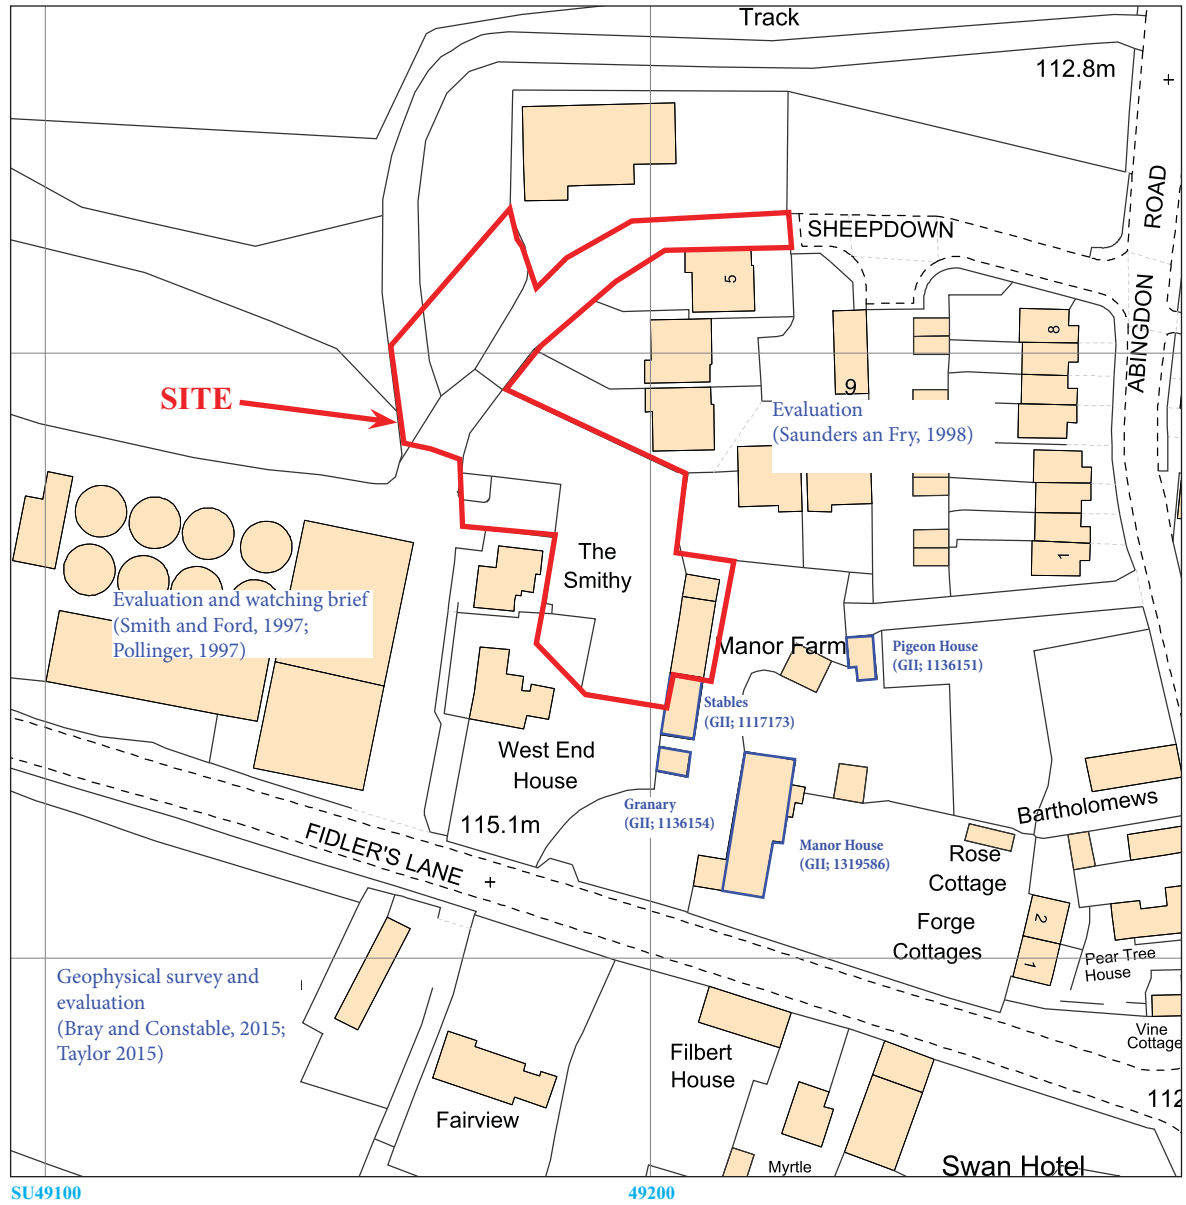 Track
112.8m
ROAD
SHEEPDOWN
ABINGDON
5
8
SITE
9
Evaluation
(Saunders an Fry, 1998)
The
Smithy
1
Evaluation and watching brief
(Smith and Ford, 1997;
Pollinger, 1997)
Manor Farm
Pigeon House
(GII; 1136151)
Stables
(GII; 1117173)
West End
House
Granary
(GII; 1136154)
115.1m
Bartholomews
FIDLER'S LANE
Manor House
(GII; 1319586)
Rose
Cottage
Forge
Cottages
2
1
Pear Tree
House
Geophysical survey and
evaluation
(Bray and Constable, 2015;
Taylor 2015)
Vine
Cottage
Filbert
House
112
Fairview
Myrtle
Swan Hotel
SU49100
49200